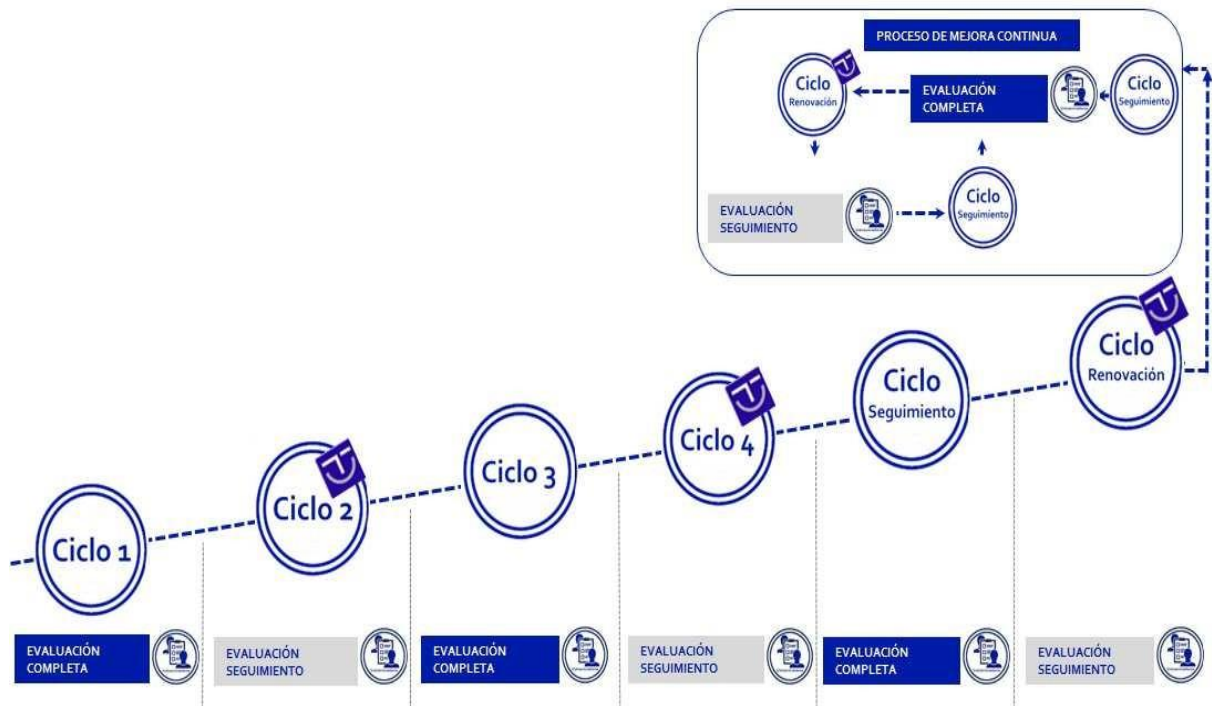 PROCESO DE MEJORA CONTINUA
Ciclo
Renovación
EVALUACIÓN
COMPLETA
Ciclo
Seguimiento
EVALUACIÓN
SEGUIMIENTO
Ciclo
Seguimiento
Ciclo 1
Ciclo 2
Ciclo 3
Ciclo 4
Ciclo
Seguimiento
Ciclo
Renovación
EVALUACIÓN
COMPLETA
EVALUACIÓN
SEGUIMIENTO
EVALUACIÓN
COMPLETA
EVALUACIÓN
SEGUIMIENTO
EVALUACIÓN
COMPLETA
EVALUACIÓN
SEGUIMIENTO